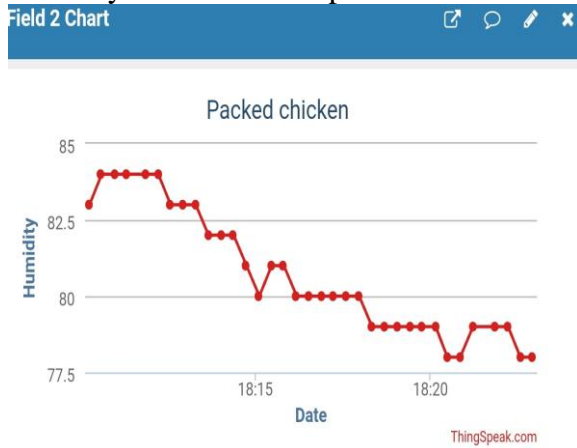 Field 2 Chart
Packed chicken
85
82.5
80
77.5
Humidity
18:15
18:20
Date
ThingSpeak.com